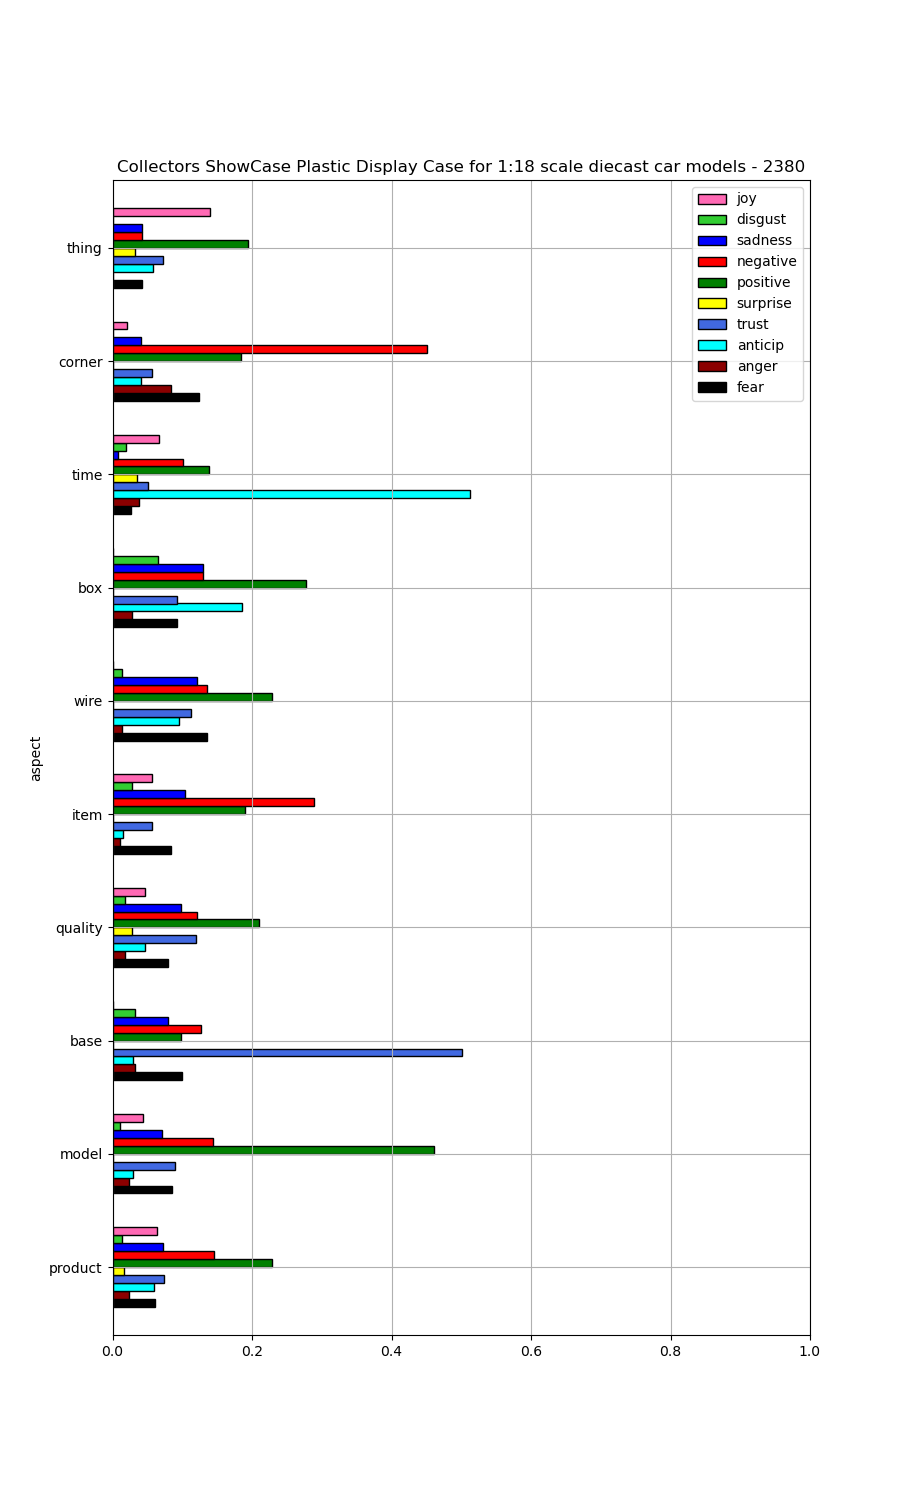 Collectors ShowCase Plastic Display Case for 1:18 scale diecast car models - 2380
joy
disgust
sadness
negative
positive
surprise
trust
anticip
anger
fear
thing
corner
time
box
wire
item
quality
base
model
product
aspect
0.0 0.2 0.4 0.6 0.8 1.0